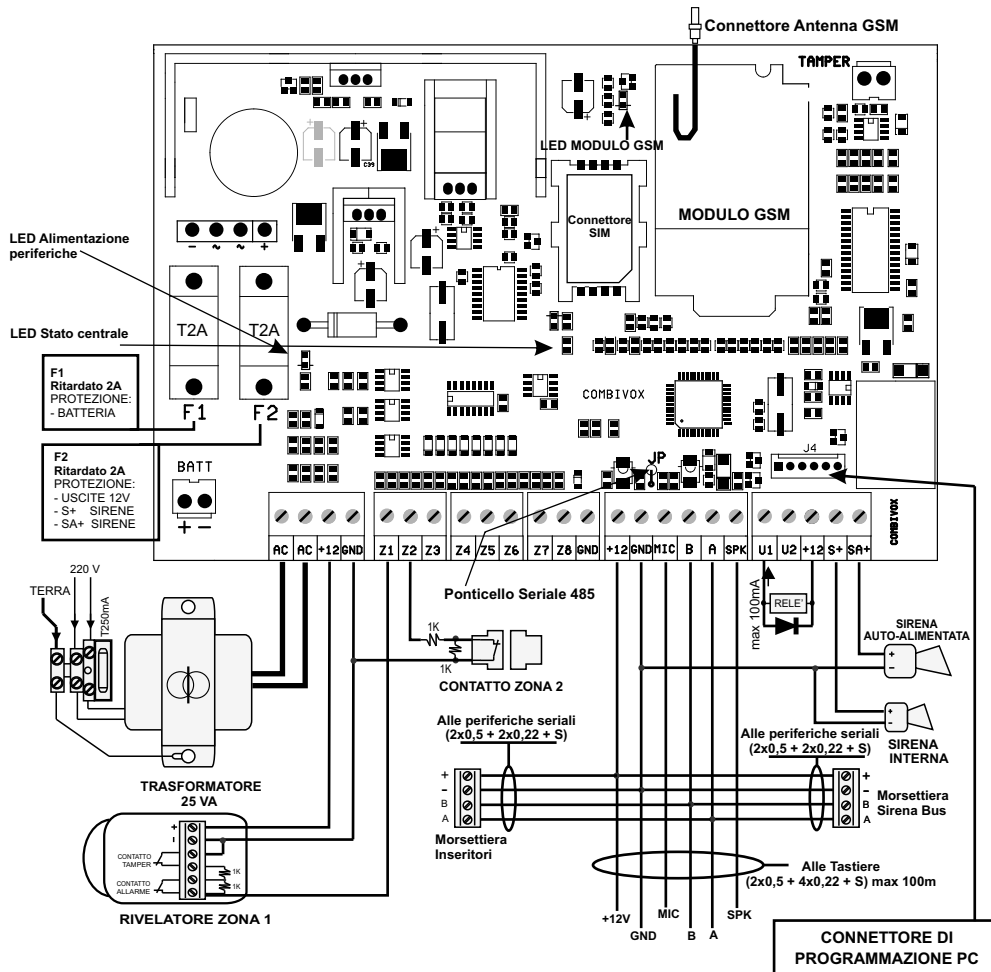 Connettore Antenna GSM
TAMPER
LED MODULO GSM
C39
Connettore
SIM
MODULO GSM
- ~ ~ +
LED Alimentazione
periferiche
T2A
T2A
LED Stato centrale
F1
Ritardato 2A
PROTEZIONE:
- BATTERIA
F1
F2
COMBIVOX
F2
Ritardato 2A
PROTEZIONE:
- USCITE 12V
- S+ SIRENE
- SA+ SIRENE
BATT
+ -
JP
J4
COMBIVOX
AC AC +12 GND Z1 Z2 Z3 Z4 Z5 Z6 Z7 Z8 GND +12 GND MIC B A SPK U1 U2 +12 S+ SA+
220 V
TERRA
T250mA
Ponticello Seriale 485
max 100mA
RELE'
1K
1K
CONTATTO ZONA 2
SIRENA
AUTO-ALIMENTATA
+
-
+
-
SIRENA
INTERNA
Alle periferiche seriali
(2x0,5 + 2x0,22 + S)
Alle periferiche seriali
(2x0,5 + 2x0,22 + S)
TRASFORMATORE
25 VA
+
-
B
A
Morsettiera
Inseritori
+
-
B
A
Morsettiera
Sirena Bus
+
-
CONTATTO
TAMPER
CONTATTO
ALLARME
1K
1K
RIVELATORE ZONA 1
Alle Tastiere
(2x0,5 + 4x0,22 + S) max 100m
+12V
GND
MIC
B
A
SPK
CONNETTORE DI
PROGRAMMAZIONE PC